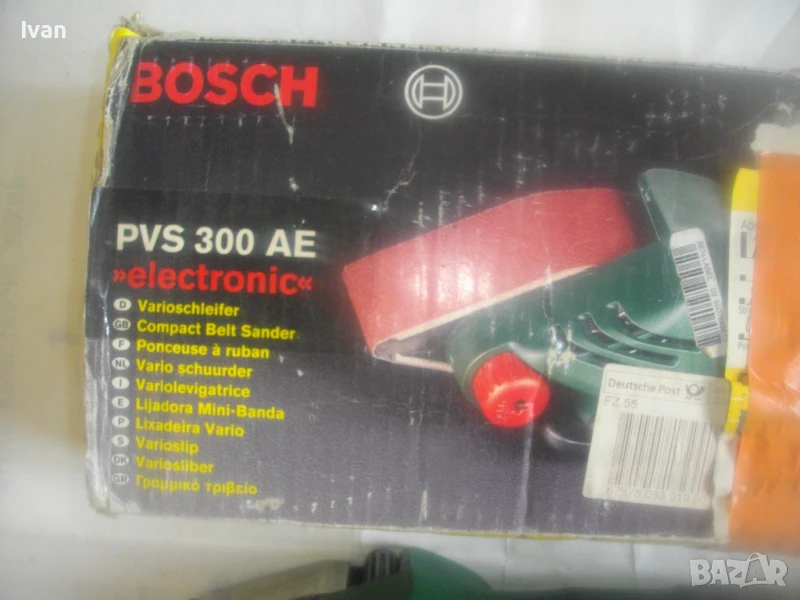 Ivan
BOSCH
PVS 300 AE
»electronic«
D Varioschleifer
GB Compact Belt Sander
F Ponceuse à ruban
NL Vario schuurder
I Variolevigatrice
E Lijadora Mini-Banda
P Lixadeira Vario
S Varioslip
DK Variosliber
GR Γραμμικό τριβείο
Deutsche Post
FZ 55
BAZAR